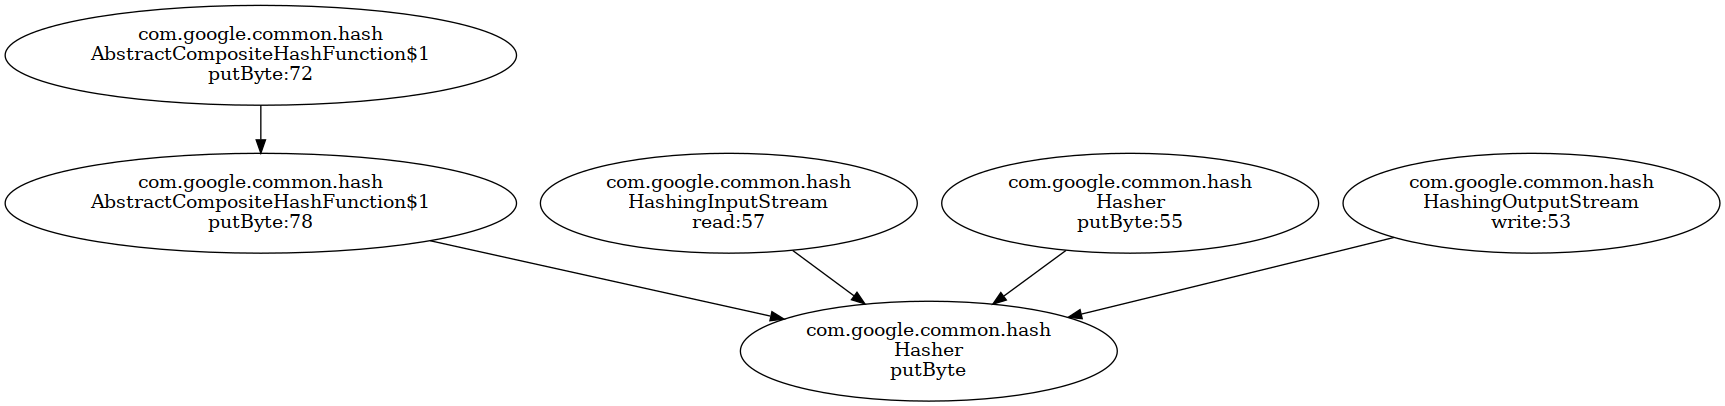 com.google.common.hash
AbstractCompositeHashFunction$1
putByte:72
com.google.common.hash
AbstractCompositeHashFunction$1
putByte:78
com.google.common.hash
HashingInputStream
read:57
com.google.common.hash
Hasher
putByte:55
com.google.common.hash
HashingOutputStream
write:53
com.google.common.hash
Hasher
putByte